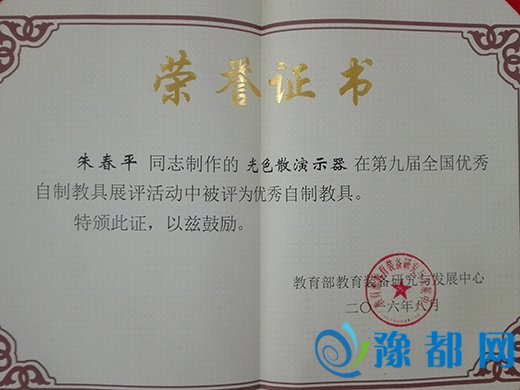 荣誉证书
朱春平 同志制作的 光色散演示器 在第九届全国优秀
自制教具展评活动中被评为优秀自制教具。
特颁此证，以兹鼓励。
教育部教育装备研究与发展中心
二〇一六年八月
豫都网